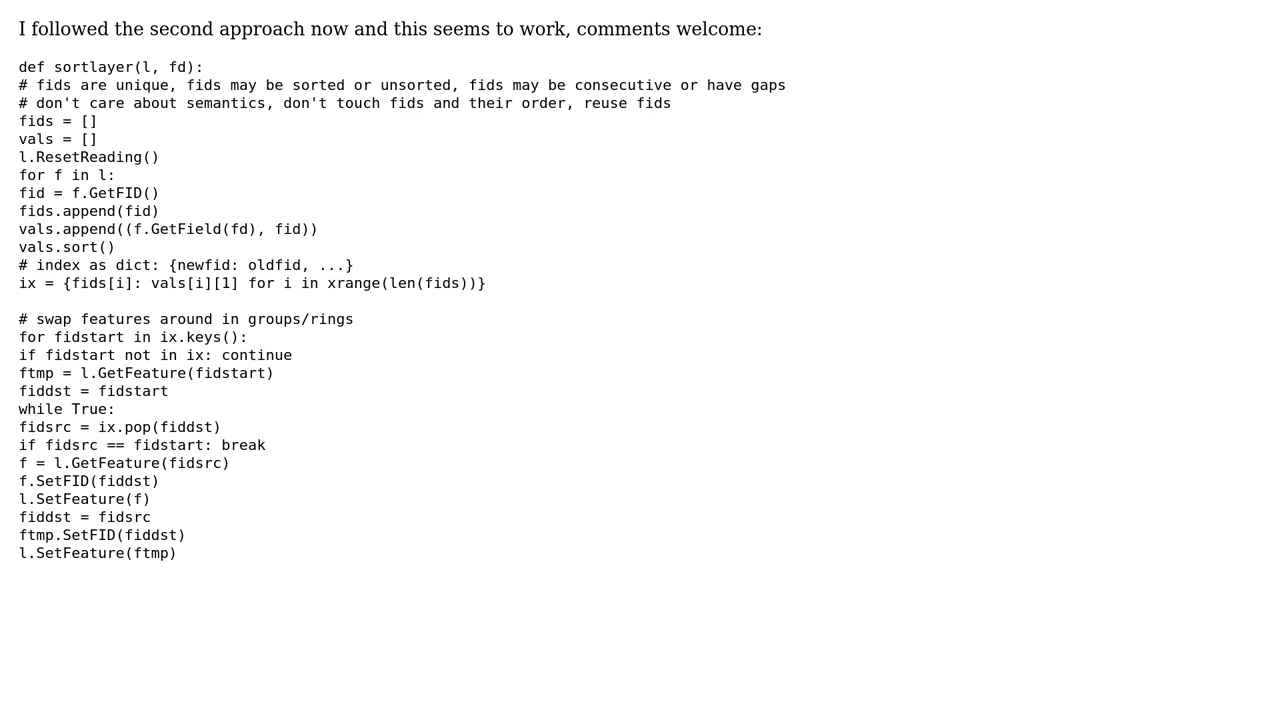 I followed the second approach now and this seems to work, comments welcome:
def sortlayer(l, fd):
# fids are unique, fids may be sorted or unsorted, fids may be consecutive or have gaps
# don't care about semantics, don't touch fids and their order, reuse fids
fids = []
vals = []
l.ResetReading()
for f in l:
fid = f.GetFID()
fids.append(fid)
vals.append((f.GetField(fd), fid))
vals.sort()
# index as dict: {newfid: oldfid, ...}
ix = {fids[i]: vals[i][1] for i in xrange(len(fids))}
# swap features around in groups/rings
for fidstart in ix.keys():
if fidstart not in ix: continue
ftmp = l.GetFeature(fidstart)
fiddst = fidstart
while True:
fidsrc = ix.pop(fiddst)
if fidsrc == fidstart: break
f = l.GetFeature(fidsrc)
f.SetFID(fiddst)
l.SetFeature(f)
fiddst = fidsrc
ftmp.SetFID(fiddst)
l.SetFeature(ftmp)